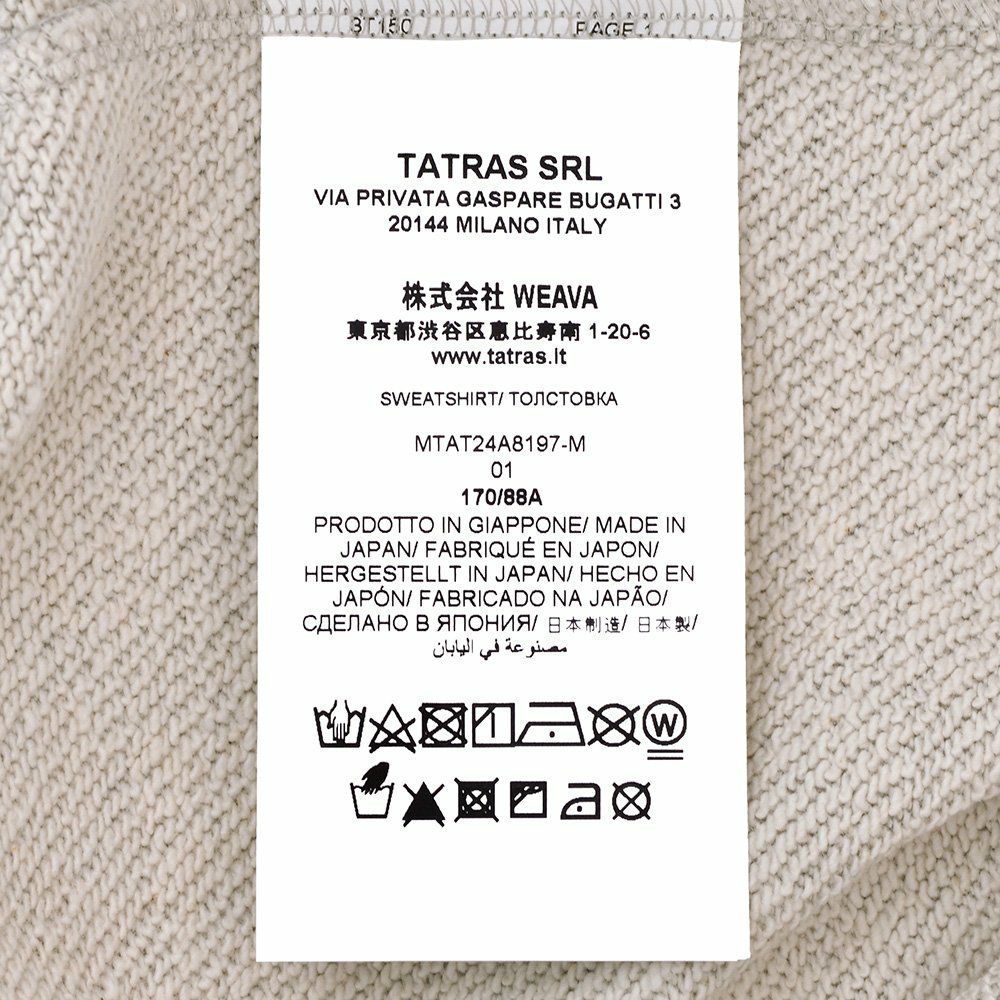 3T150 PAGE 1
TATRAS SRL
VIA PRIVATA GASPARE BUGATTI 3
20144 MILANO ITALY
株式会社 WEAVA
東京都渋谷区恵比寿南 1-20-6
www.tatras.it
SWEATSHIRT/ ТОЛСТОВКА
MTAT24A8197-M
01
170/88A
PRODOTTO IN GIAPPONE/ MADE IN
JAPAN/ FABRIQUÉ EN JAPON/
HERGESTELLT IN JAPAN/ HECHO EN
JAPÓN/ FABRICADO NA JAPÃO/
СДЕЛАНО В ЯПОНИЯ/ 日本制造/ 日本製/
مصنوعة في اليابان
W